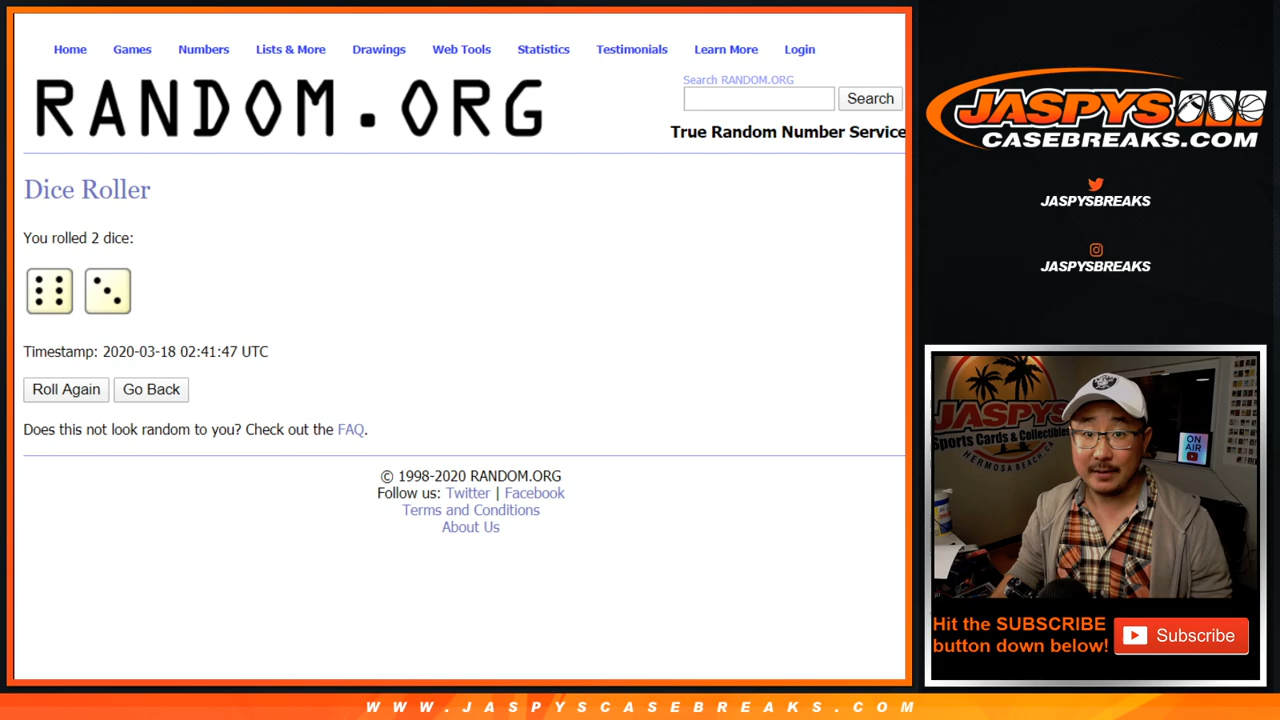 Home Games Numbers Lists & More Drawings Web Tools Statistics Testimonials Learn More Login
RANDOM.ORG
Search RANDOM.ORG
Search
True Random Number Service
Dice Roller
You rolled 2 dice:
Timestamp: 2020-03-18 02:41:47 UTC
Roll Again Go Back
Does this not look random to you? Check out the FAQ.
© 1998-2020 RANDOM.ORG
Follow us: Twitter | Facebook
Terms and Conditions
About Us
JASPYS
CASEBREAKS.COM
JASPYSBREAKS
JASPYSBREAKS
JASPYS
Sports Cards & Collectibles
HERMOSA BEACH, CA
ON
AIR
Hit the SUBSCRIBE
button down below!
Subscribe
WWW.JASPYSCASEBREAKS.COM